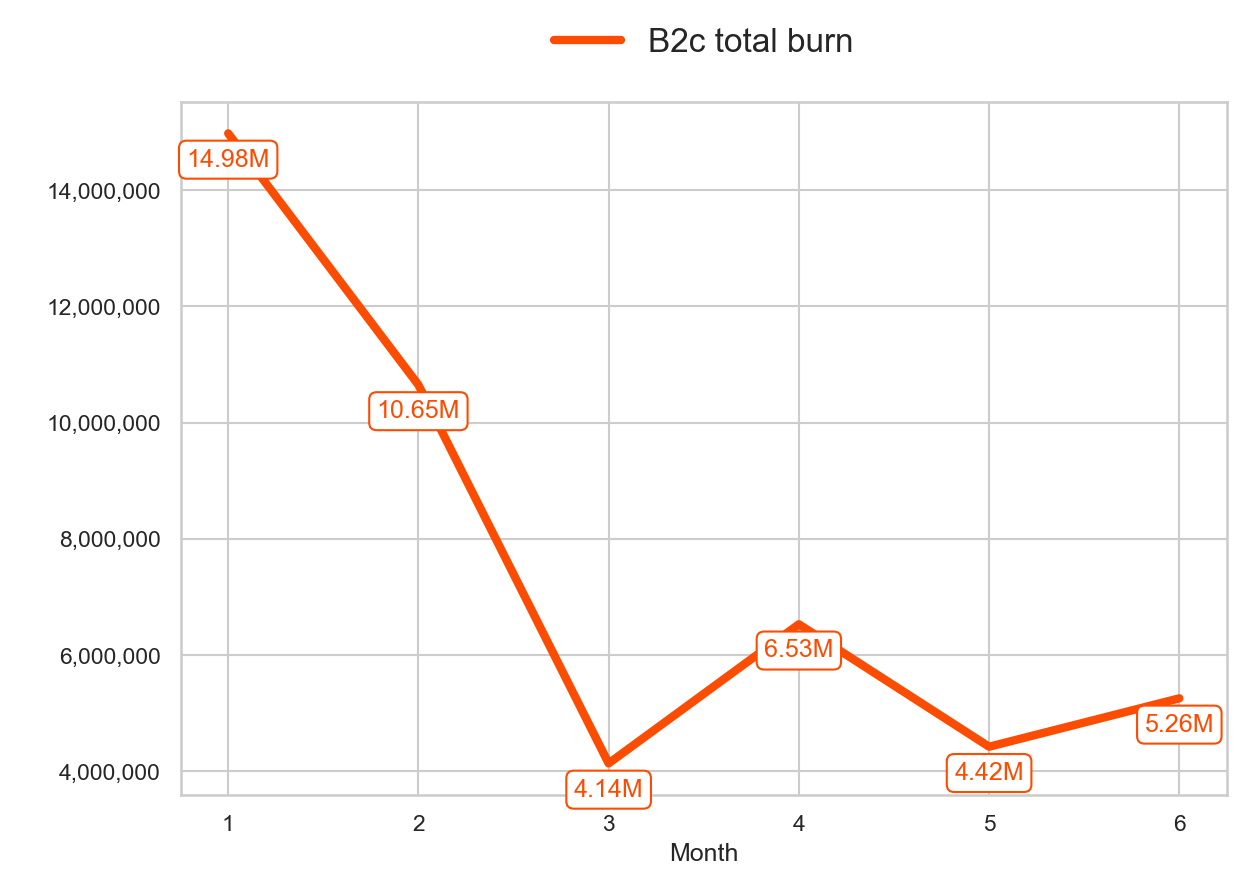 B2c total burn
14.98M
14,000,000
12,000,000
10.65M
10,000,000
8,000,000
6.53M
6,000,000
5.26M
4.42M
4,000,000
4.14M
1 2 3 4 5 6
Month